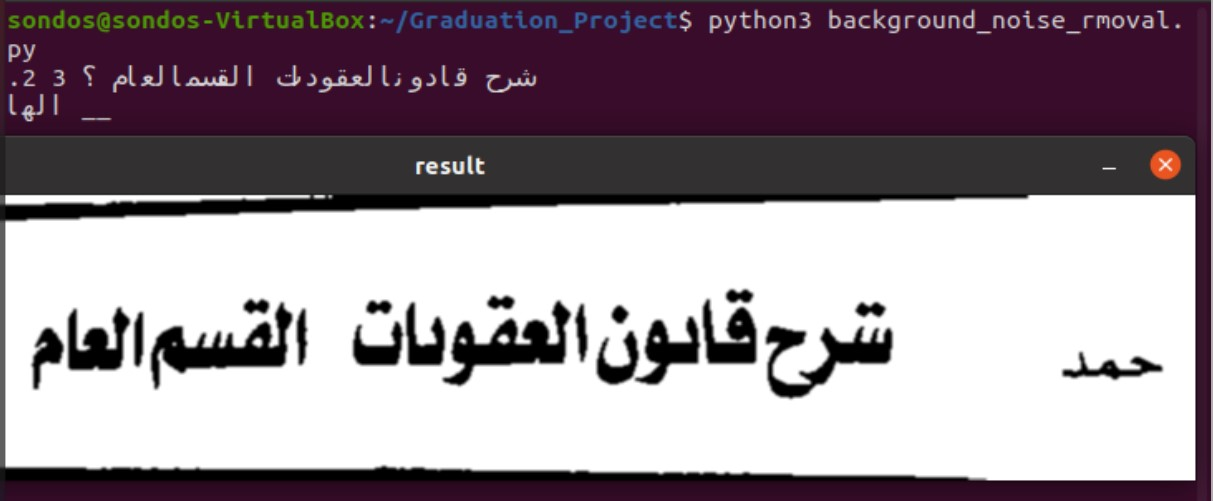 sondos@sondos-VirtualBox:~/Graduation_Project$ python3 background_noise_rmoval.
py
شرح قادونالعقودات القسمالعام ؟ 3 2.
الها __
result
حمد شرح قانون العقوبات القسم العام